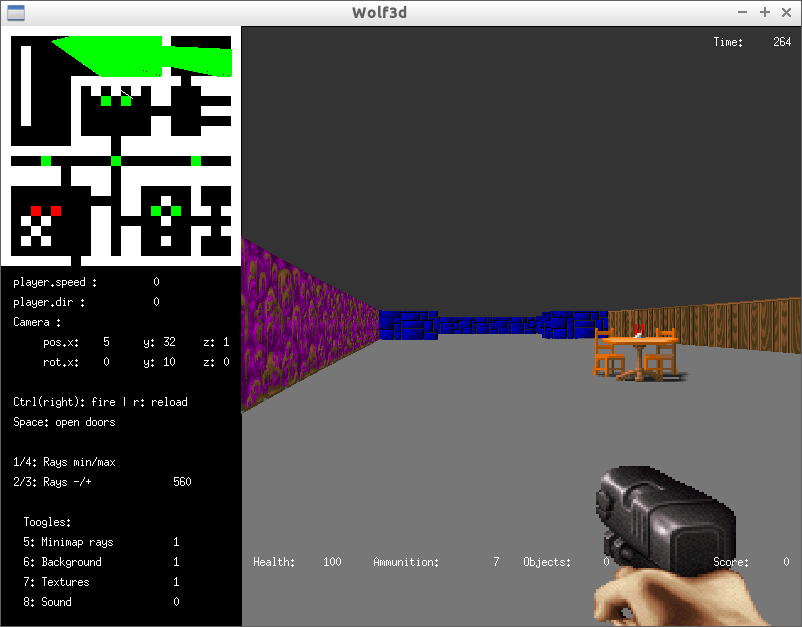 Wolf3d
Time: 264
player.speed : 0
player.dir : 0
Camera :
pos.x: 5 y: 32 z: 1
rot.x: 0 y: 10 z: 0
Ctrl(right): fire | r: reload
Space: open doors
1/4: Rays min/max
2/3: Rays -/+ 560
Toogles:
5: Minimap rays 1
6: Background 1
7: Textures 1
8: Sound 0
Health: 100 Ammunition: 7 Objects: 0 Score: 0